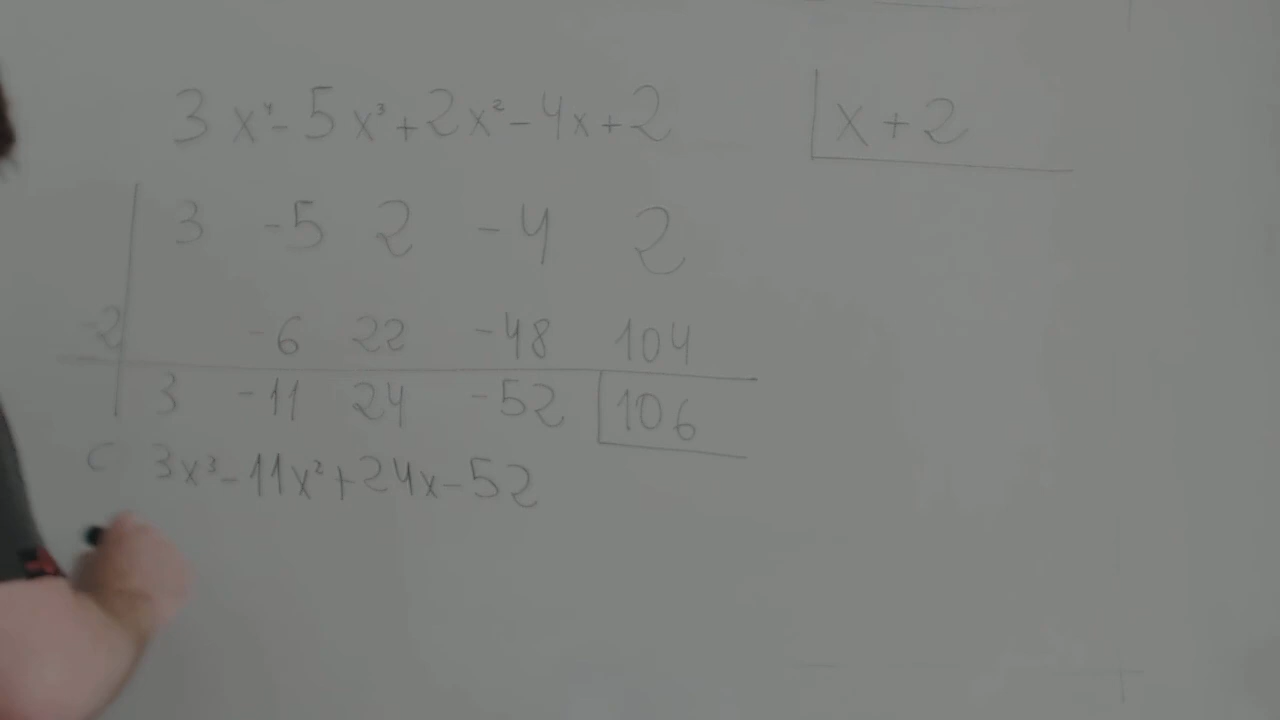 3x⁴-5x³+2x²-4x+2 x+2
3 -5 2 -4 2
-2 -6 22 -48 104
3 -11 24 -52 106
C 3x³-11x²+24x-52